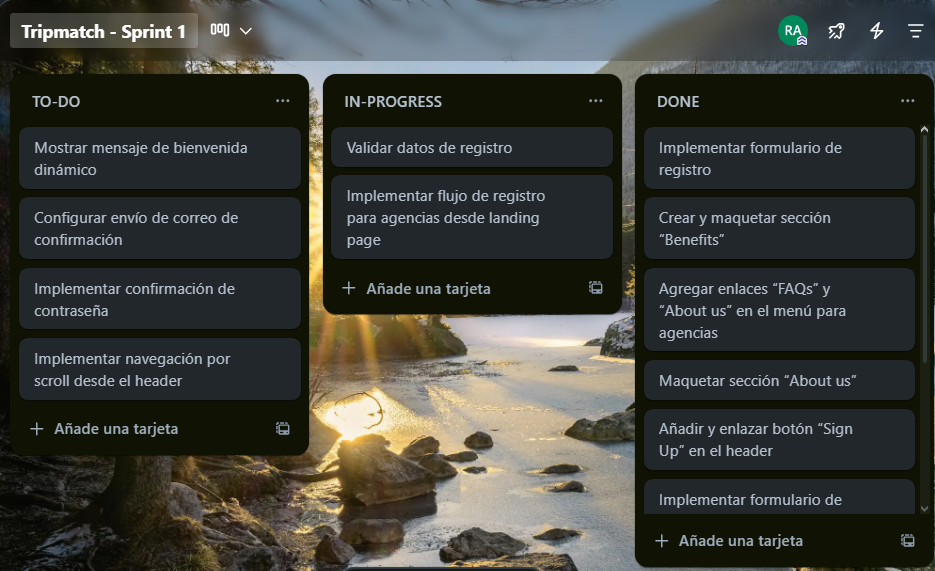 Tripmatch - Sprint 1
RA
TO-DO
Mostrar mensaje de bienvenida
dinámico
Configurar envío de correo de
confirmación
Implementar confirmación de
contraseña
Implementar navegación por
scroll desde el header
+ Añade una tarjeta
IN-PROGRESS
Validar datos de registro
Implementar flujo de registro
para agencias desde landing
page
+ Añade una tarjeta
DONE
Implementar formulario de
registro
Crear y maquetar sección
“Benefits”
Agregar enlaces “FAQs” y
“About us” en el menú para
agencias
Maquetar sección “About us”
Añadir y enlazar botón “Sign
Up” en el header
Implementar formulario de
+ Añade una tarjeta